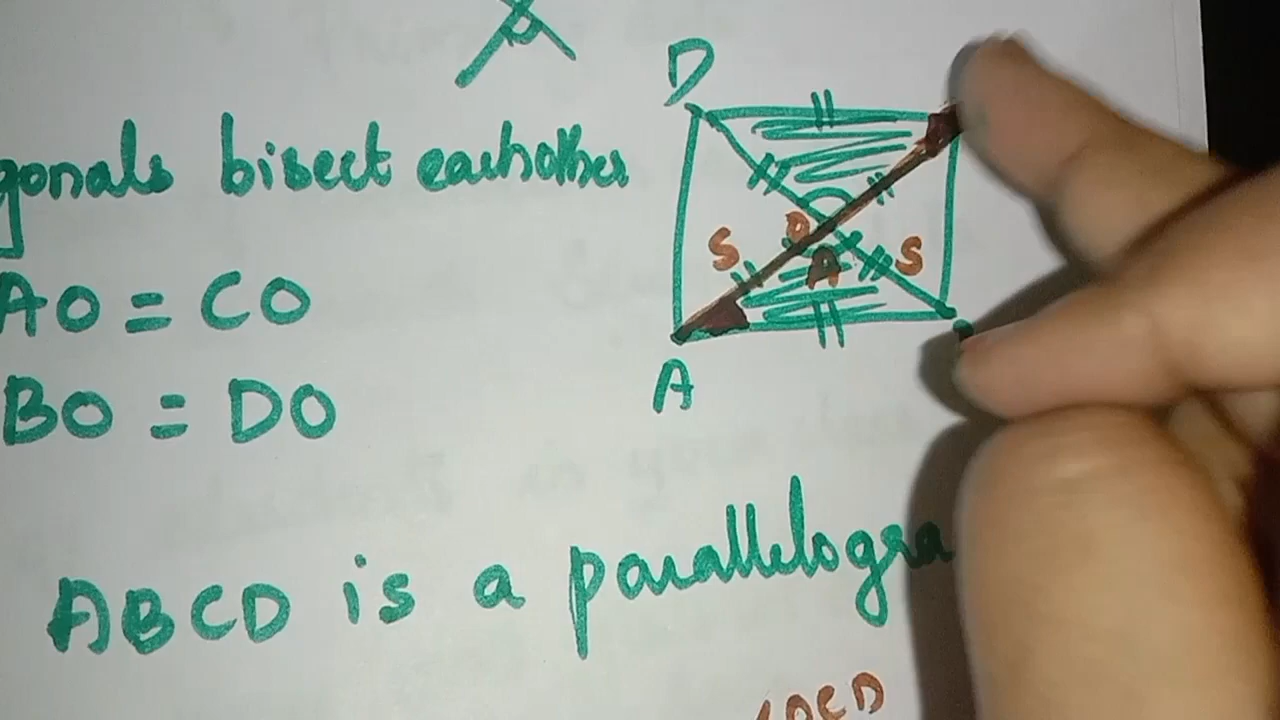 D
gonals bisect eachother
S O S
A
AO = CO
A
BO = DO
ABCD is a parallelogra